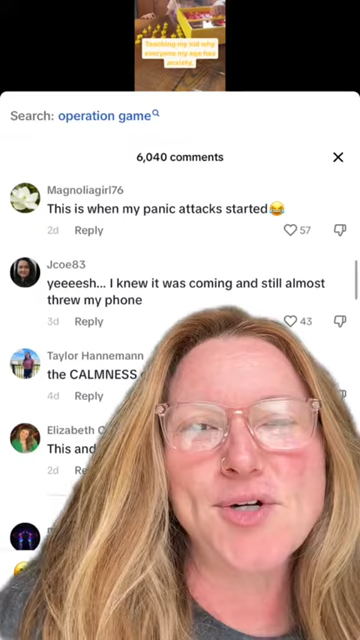 Teaching my kid why
everyone my age has
anxiety.
Search: operation game
6,040 comments
Magnoliagirl76
This is when my panic attacks started😂
2d Reply 57
Jcoe83
yeeeesh... I knew it was coming and still almost
threw my phone
3d Reply 43
Taylor Hannemann
the CALMNESS
4d Reply
Elizabeth
This and
2d